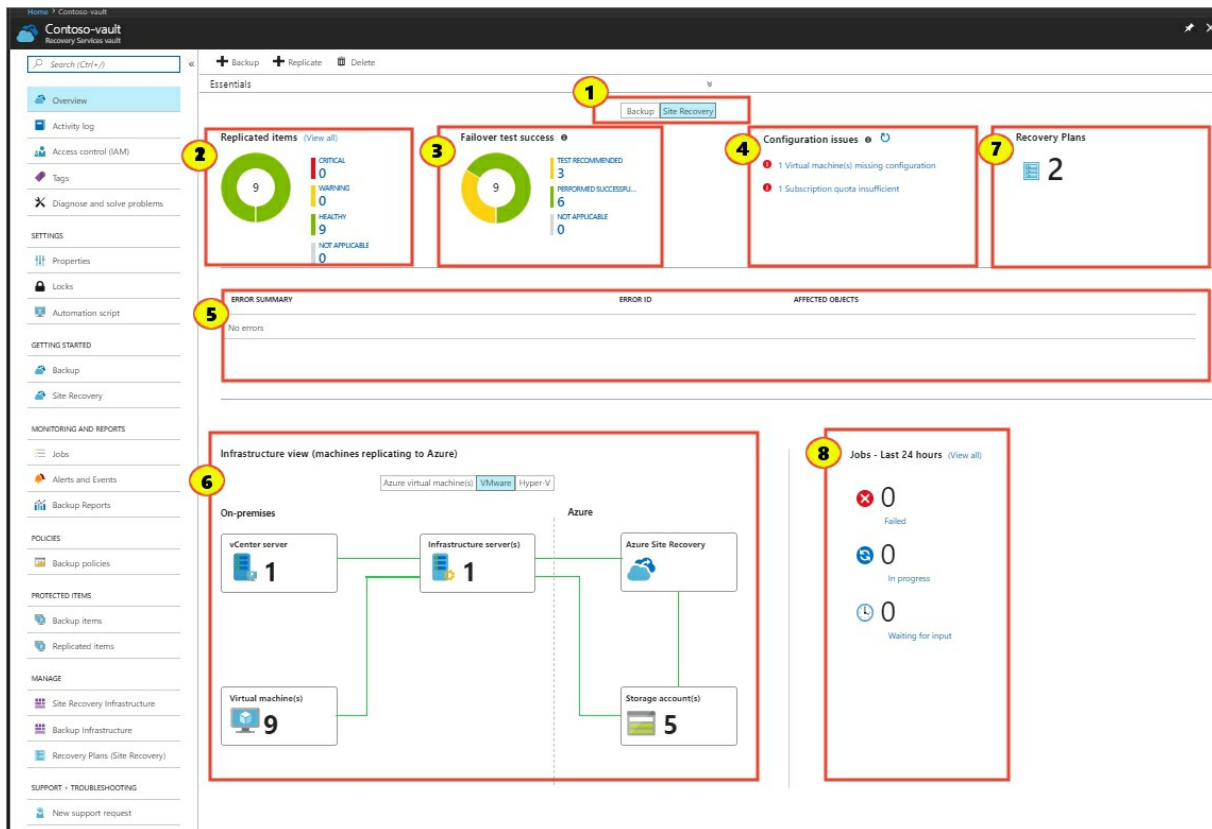 Home > Contoso-vault
Contoso-vault
Recovery Services vault
Search (Ctrl+/)
Overview
Activity log
Access control (IAM)
Tags
Diagnose and solve problems
SETTINGS
Properties
Locks
Automation script
GETTING STARTED
Backup
Site Recovery
MONITORING AND REPORTS
Jobs
Alerts and Events
Backup Reports
POLICIES
Backup policies
PROTECTED ITEMS
Backup items
Replicated items
MANAGE
Site Recovery Infrastructure
Backup Infrastructure
Recovery Plans (Site Recovery)
SUPPORT + TROUBLESHOOTING
New support request
Backup Replicate Delete
Essentials
1
Backup Site Recovery
2
Replicated items (View all)
9
CRITICAL
0
WARNING
0
HEALTHY
9
NOT APPLICABLE
0
3
Failover test success
9
TEST RECOMMENDED
3
PERFORMED SUCCESSFU...
6
NOT APPLICABLE
0
4
Configuration issues
1 Virtual machine(s) missing configuration
1 Subscription quota insufficient
7
Recovery Plans
2
5
ERROR SUMMARY ERROR ID AFFECTED OBJECTS
No errors
6
Infrastructure view (machines replicating to Azure)
Azure virtual machine(s) VMware Hyper-V
On-premises Azure
vCenter server
1
Infrastructure server(s)
1
Azure Site Recovery
Virtual machine(s)
9
Storage account(s)
5
8
Jobs - Last 24 hours (View all)
0
Failed
0
In progress
0
Waiting for input